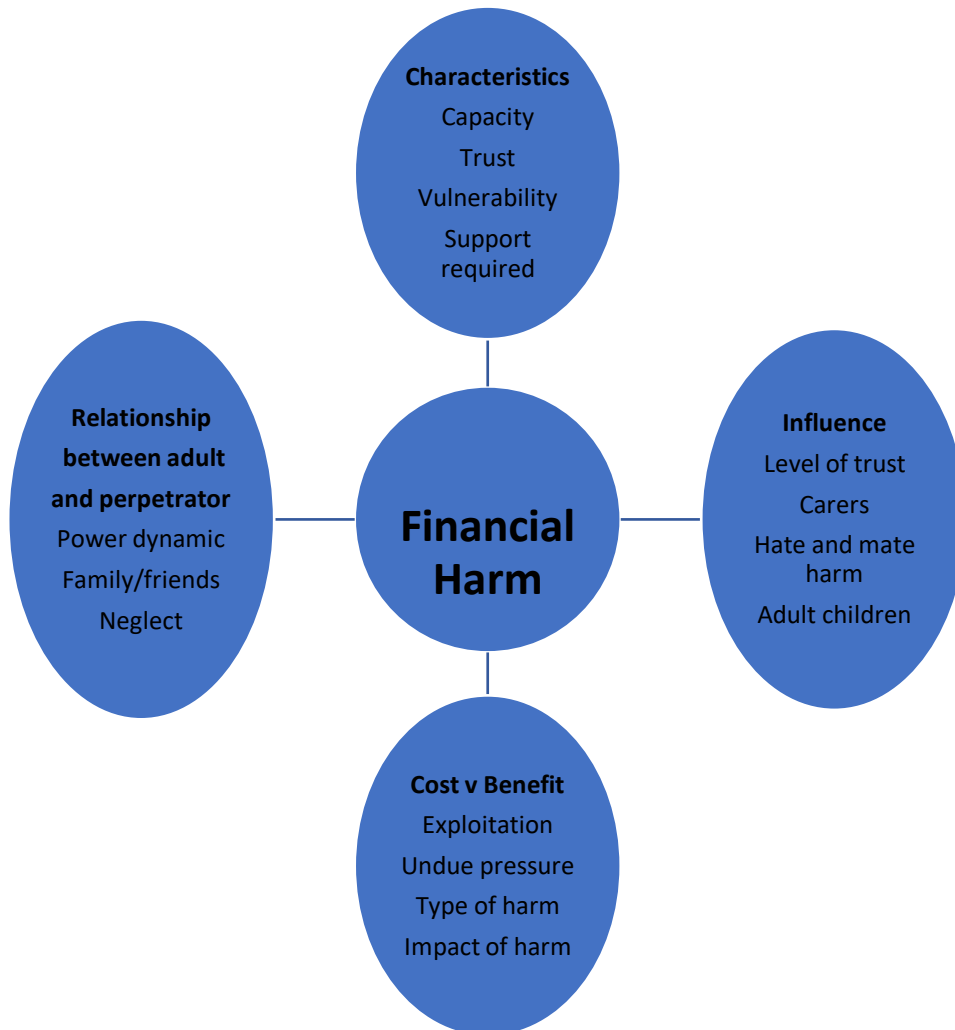 Characteristics
Capacity
Trust
Vulnerability
Support
required
Relationship
between adult
and perpetrator
Power dynamic
Family/friends
Neglect
Financial
Harm
Influence
Level of trust
Carers
Hate and mate
harm
Adult children
Cost v Benefit
Exploitation
Undue pressure
Type of harm
Impact of harm